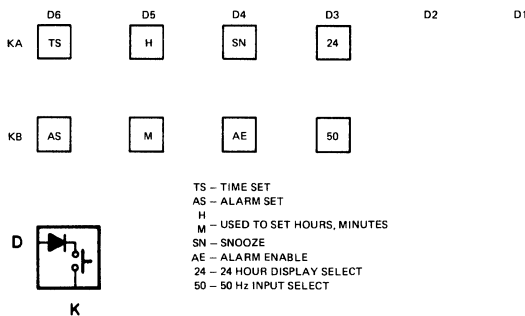 D6 D5 D4 D3 D2 D1
KA TS H SN 24
KB AS M AE 50
TS – TIME SET
AS – ALARM SET
H
M – USED TO SET HOURS, MINUTES
SN – SNOOZE
AE – ALARM ENABLE
24 – 24 HOUR DISPLAY SELECT
50 – 50 Hz INPUT SELECT
D
K